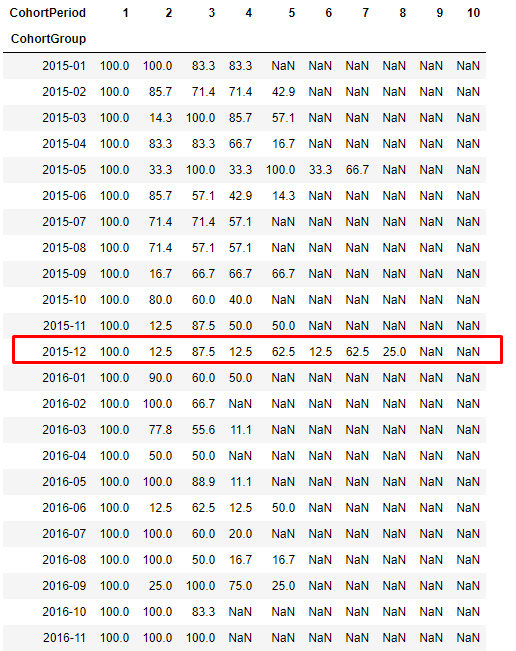 CohortPeriod 1 2 3 4 5 6 7 8 9 10
CohortGroup
2015-01 100.0 100.0 83.3 83.3 NaN NaN NaN NaN NaN NaN
2015-02 100.0 85.7 71.4 71.4 42.9 NaN NaN NaN NaN NaN
2015-03 100.0 14.3 100.0 85.7 57.1 NaN NaN NaN NaN NaN
2015-04 100.0 83.3 83.3 66.7 16.7 NaN NaN NaN NaN NaN
2015-05 100.0 33.3 100.0 33.3 100.0 33.3 66.7 NaN NaN NaN
2015-06 100.0 85.7 57.1 42.9 14.3 NaN NaN NaN NaN NaN
2015-07 100.0 71.4 71.4 57.1 NaN NaN NaN NaN NaN NaN
2015-08 100.0 71.4 57.1 57.1 NaN NaN NaN NaN NaN NaN
2015-09 100.0 16.7 66.7 66.7 66.7 NaN NaN NaN NaN NaN
2015-10 100.0 80.0 60.0 40.0 NaN NaN NaN NaN NaN NaN
2015-11 100.0 12.5 87.5 50.0 50.0 NaN NaN NaN NaN NaN
2015-12 100.0 12.5 87.5 12.5 62.5 12.5 62.5 25.0 NaN NaN
2016-01 100.0 90.0 60.0 50.0 NaN NaN NaN NaN NaN NaN
2016-02 100.0 100.0 66.7 NaN NaN NaN NaN NaN NaN NaN
2016-03 100.0 77.8 55.6 11.1 NaN NaN NaN NaN NaN NaN
2016-04 100.0 50.0 50.0 NaN NaN NaN NaN NaN NaN NaN
2016-05 100.0 100.0 88.9 11.1 NaN NaN NaN NaN NaN NaN
2016-06 100.0 12.5 62.5 12.5 50.0 NaN NaN NaN NaN NaN
2016-07 100.0 100.0 60.0 20.0 NaN NaN NaN NaN NaN NaN
2016-08 100.0 100.0 50.0 16.7 16.7 NaN NaN NaN NaN NaN
2016-09 100.0 25.0 100.0 75.0 25.0 NaN NaN NaN NaN NaN
2016-10 100.0 100.0 83.3 NaN NaN NaN NaN NaN NaN NaN
2016-11 100.0 100.0 100.0 NaN NaN NaN NaN NaN NaN NaN